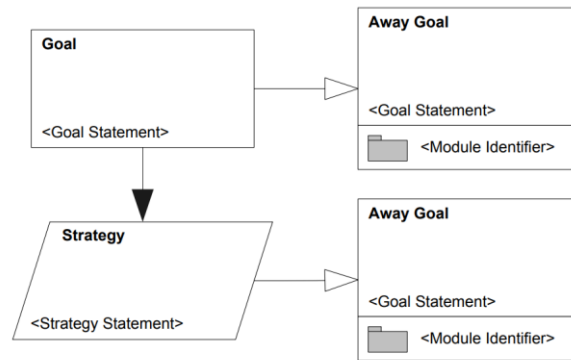 Goal
<Goal Statement>
Away Goal
<Goal Statement>
<Module Identifier>
Strategy
<Strategy Statement>
Away Goal
<Goal Statement>
<Module Identifier>